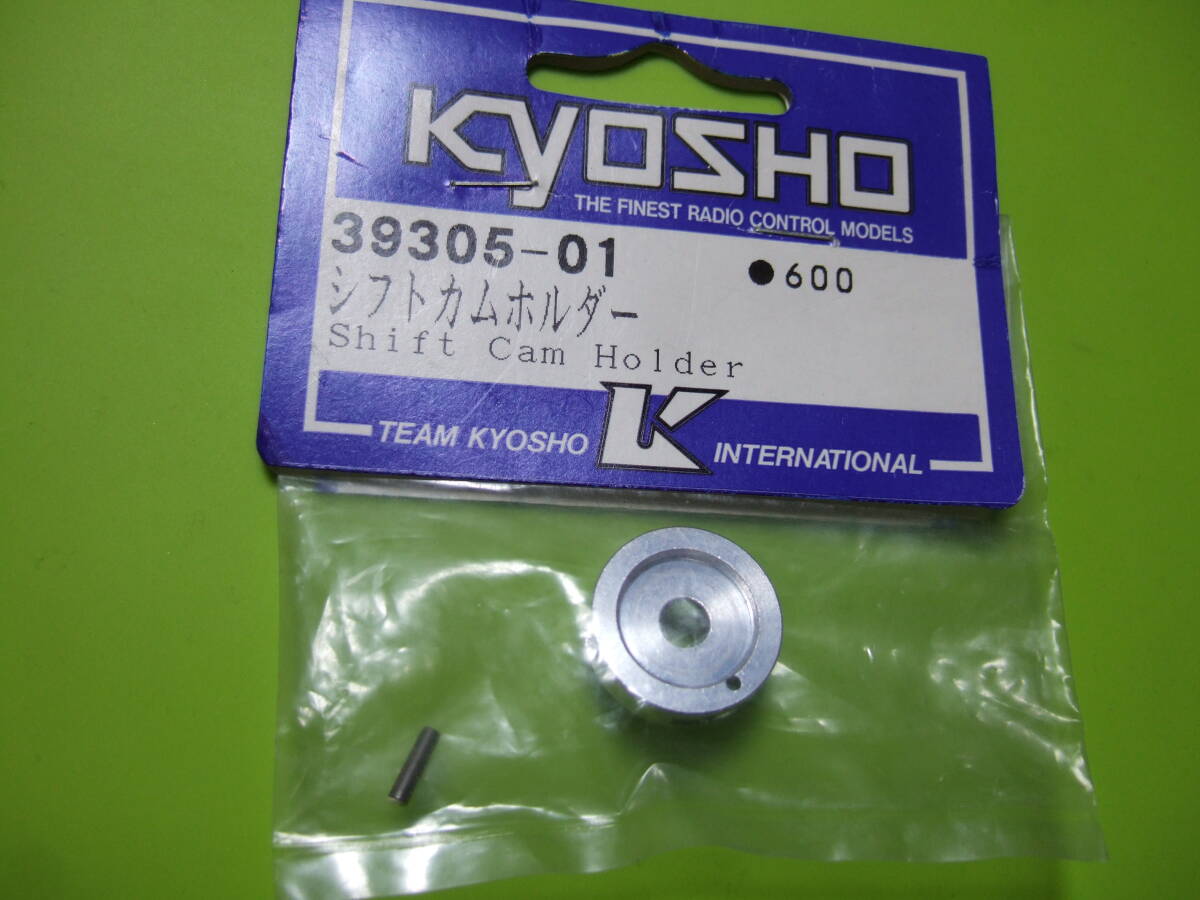 KYOSHO
THE FINEST RADIO CONTROL MODELS
39305-01
●600
シフトカムホルダー
Shift Cam Holder
TEAM KYOSHO K INTERNATIONAL